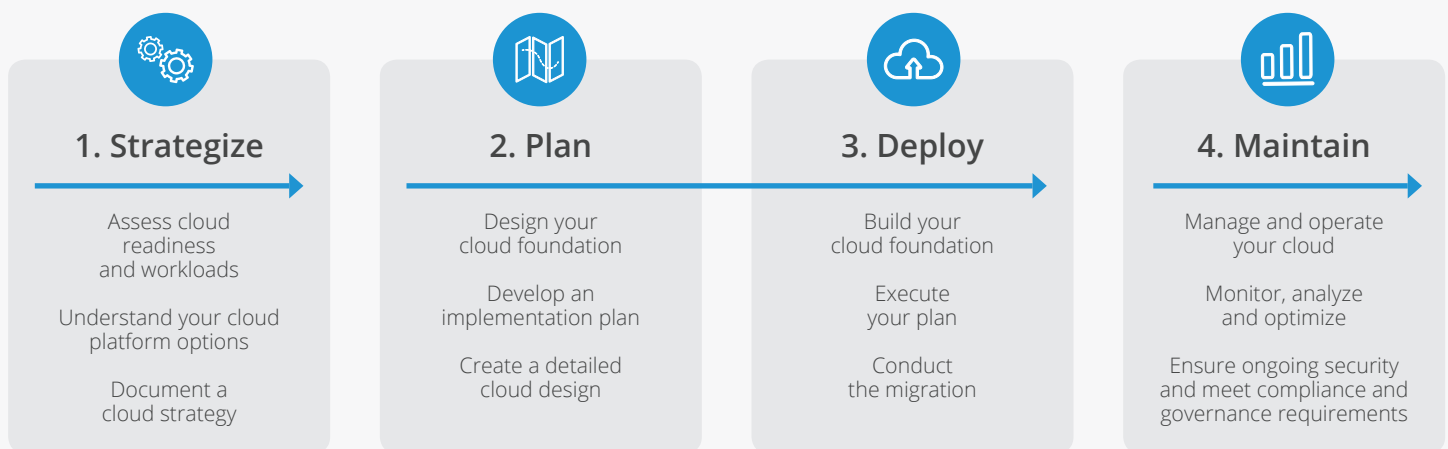 1. Strategize
Assess cloud
readiness
and workloads
Understand your cloud
platform options
Document a
cloud strategy
2. Plan
Design your
cloud foundation
Develop an
implementation plan
Create a detailed
cloud design
3. Deploy
Build your
cloud foundation
Execute
your plan
Conduct
the migration
4. Maintain
Manage and operate
your cloud
Monitor, analyze
and optimize
Ensure ongoing security
and meet compliance and
governance requirements